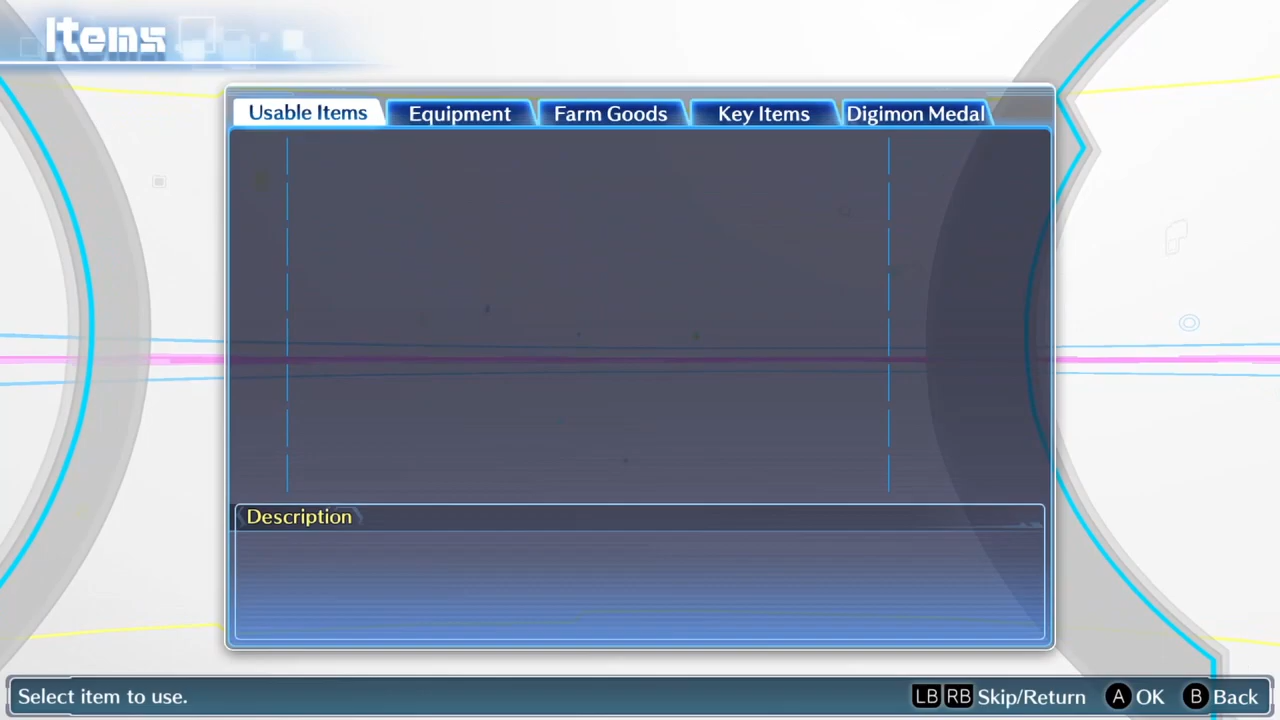 Items
Usable Items Equipment Farm Goods Key Items Digimon Medal
Description
Select item to use. LB RB Skip/Return A OK B Back